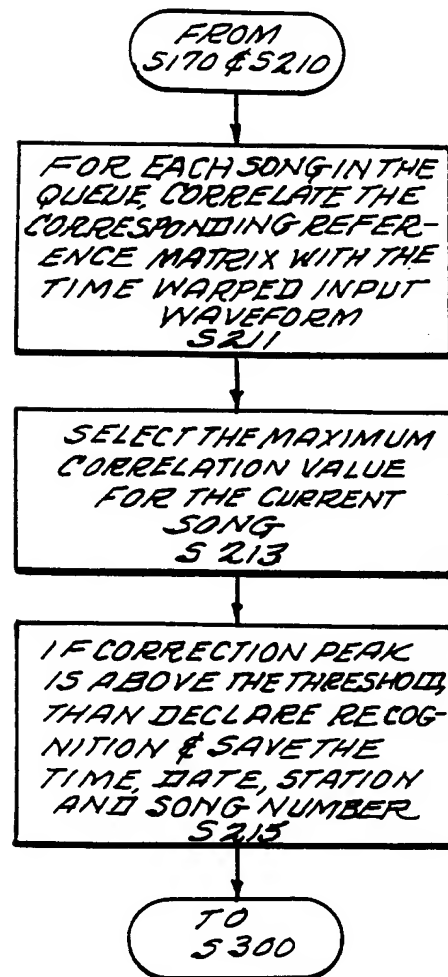 FROM
S170 & S210
FOR EACH SONG IN THE
QUEUE, CORRELATE THE
CORRESPONDING REFER-
ENCE MATRIX WITH THE
TIME WARPED INPUT
WAVEFORM
S211
SELECT THE MAXIMUM
CORRELATION VALUE
FOR THE CURRENT
SONG
S 213
IF CORRECTION PEAK
IS ABOVE THE THRESHOLD,
THAN DECLARE RECOG-
NITION & SAVE THE
TIME, DATE, STATION
AND SONG NUMBER
S215
TO
S300